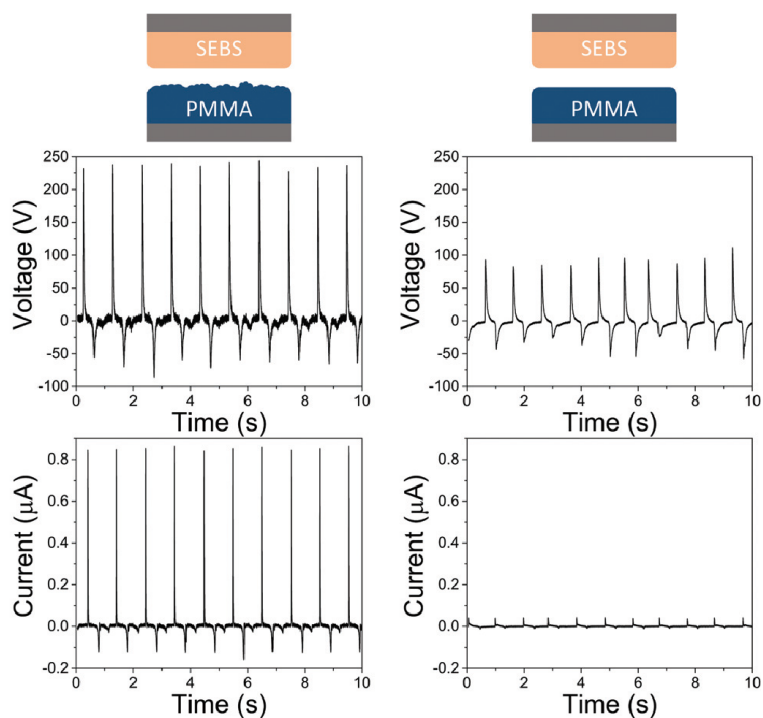 SEBS
PMMA
SEBS
PMMA
Voltage (V)
250
200
150
100
50
0
-50
-100
0 2 4 6 8 10
Time (s)
Voltage (V)
250
200
150
100
50
0
-50
-100
0 2 4 6 8 10
Time (s)
Current (μA)
0.8
0.6
0.4
0.2
0.0
-0.2
0 2 4 6 8 10
Time (s)
Current (μA)
0.8
0.6
0.4
0.2
0.0
-0.2
0 2 4 6 8 10
Time (s)